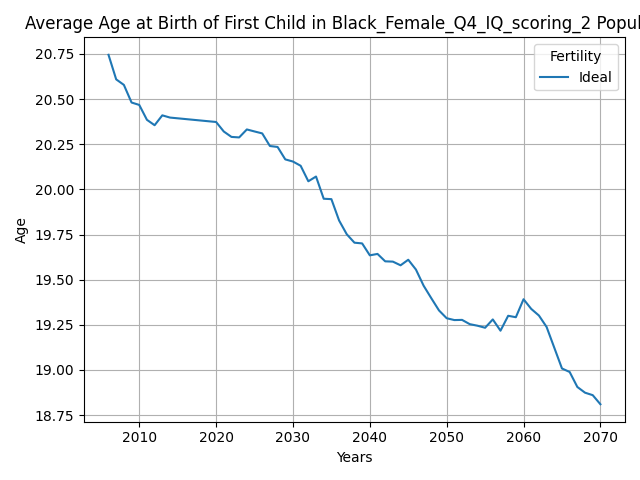 Average Age at Birth of First Child in Black_Female_Q4_IQ_scoring_2 Popul
Fertility
Ideal
20.75
20.50
20.25
20.00
19.75
19.50
19.25
19.00
18.75
Age
2010 2020 2030 2040 2050 2060 2070
Years